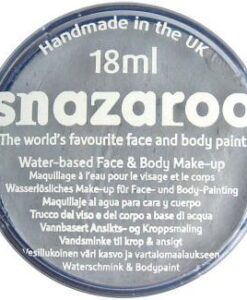 Handmade in the UK
18ml
snazaroo
The world's favourite face and body paint
Water-based Face & Body Make-up
Maquillage à l'eau pour le visage et corps
Wasserlösliches Make-up für Face- und Body-Painting
Maquillaje al agua para cara y cuerpo
Trucco del viso e del corpo a base di acqua
Vannbasert Ansikts- og Kroppsmaling
Vandsminke til krop & ansigt
Vesiliukoinen väri kasvo ja vartalomaalaukseen
Waterschmink & Bodypaint